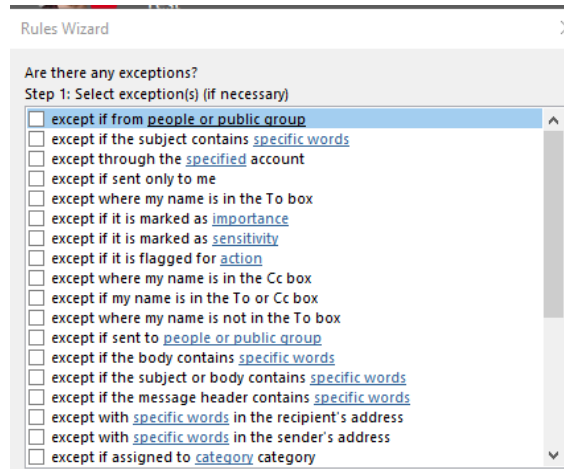 Rules Wizard
Are there any exceptions?
Step 1: Select exception(s) (if necessary)
except if from people or public group
except if the subject contains specific words
except through the specified account
except if sent only to me
except where my name is in the To box
except if it is marked as importance
except if it is marked as sensitivity
except if it is flagged for action
except where my name is in the Cc box
except if my name is in the To or Cc box
except where my name is not in the To box
except if sent to people or public group
except if the body contains specific words
except if the subject or body contains specific words
except if the message header contains specific words
except with specific words in the recipient's address
except with specific words in the sender's address
except if assigned to category category